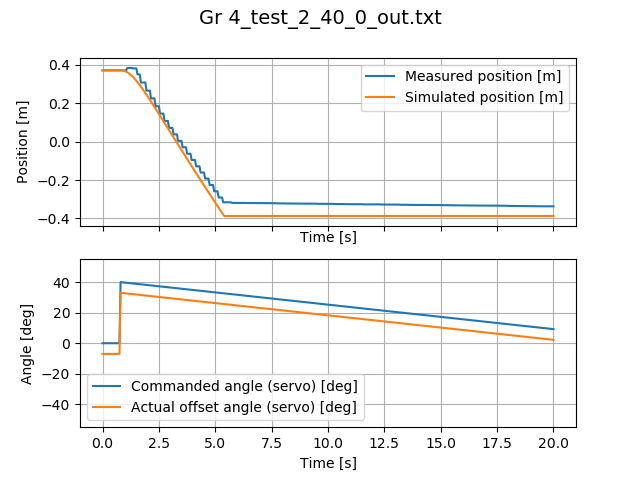 Gr 4_test_2_40_0_out.txt
Position [m]
0.4
0.2
0.0
−0.2
−0.4
Measured position [m]
Simulated position [m]
Time [s]
Angle [deg]
40
20
0
−20
−40
Commanded angle (servo) [deg]
Actual offset angle (servo) [deg]
0.0 2.5 5.0 7.5 10.0 12.5 15.0 17.5 20.0
Time [s]